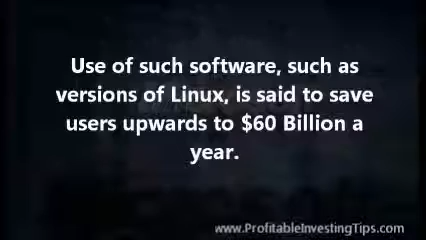 Use of such software, such as
versions of Linux, is said to save
users upwards to $60 Billion a
year.
www.ProfitableInvestingTips.com